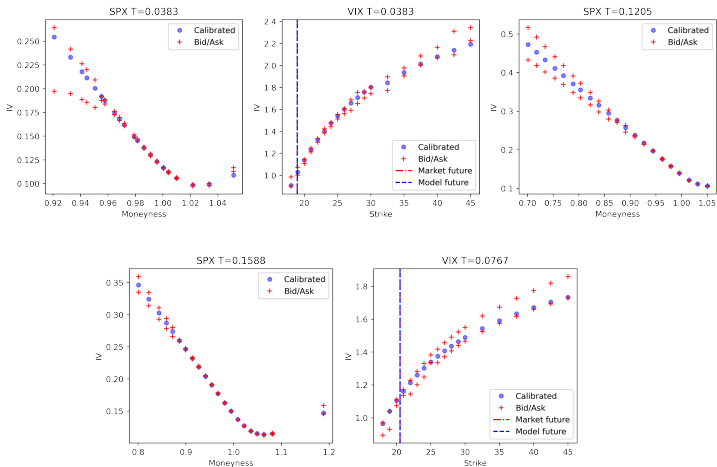 SPX T=0.0383
0.250
0.225
0.200
0.175
0.150
0.125
0.100
IV
Calibrated
Bid/Ask
0.92 0.94 0.96 0.98 1.00 1.02 1.04
Moneyness
VIX T=0.0383
2.4
2.2
2.0
1.8
1.6
1.4
1.2
1.0
IV
Calibrated
Bid/Ask
Market future
Model future
20 25 30 35 40 45
Strike
SPX T=0.1205
0.5
0.4
0.3
0.2
0.1
IV
Calibrated
Bid/Ask
0.70 0.75 0.80 0.85 0.90 0.95 1.00 1.05
Moneyness
SPX T=0.1588
0.35
0.30
0.25
0.20
0.15
IV
Calibrated
Bid/Ask
0.8 0.9 1.0 1.1 1.2
Moneyness
VIX T=0.0767
1.8
1.6
1.4
1.2
1.0
IV
Calibrated
Bid/Ask
Market future
Model future
20 25 30 35 40 45
Strike